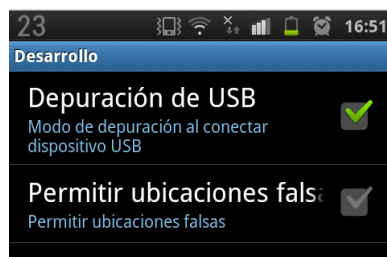 23 16:51
Desarrollo
Depuración de USB
Modo de depuración al conectar
dispositivo USB
Permitir ubicaciones fals
Permitir ubicaciones falsas